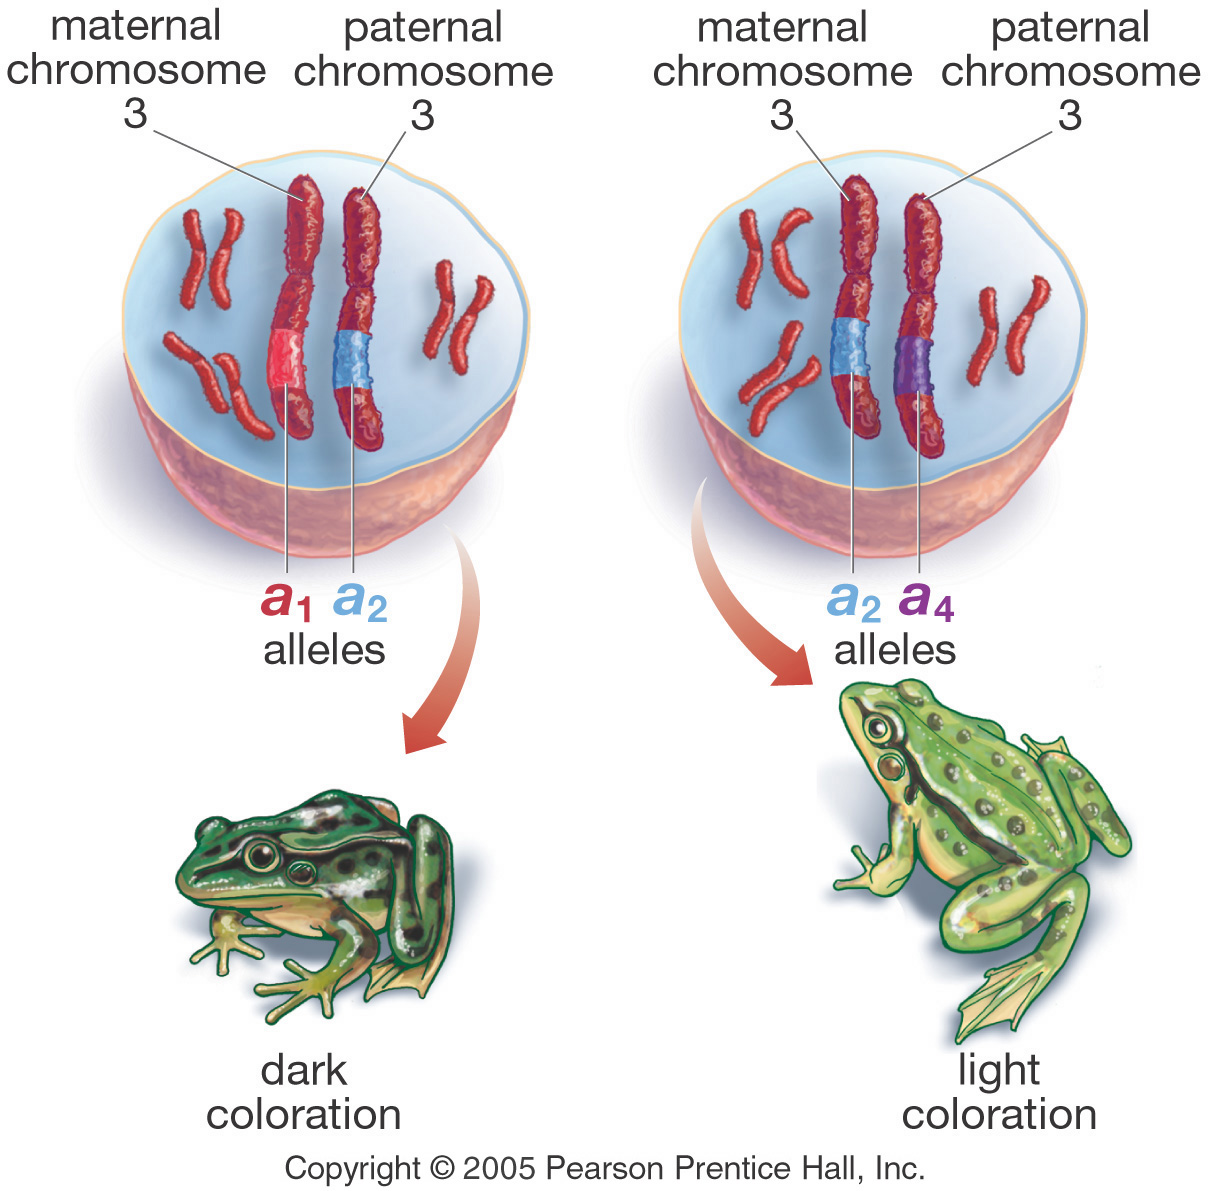 maternal
chromosome
3
paternal
chromosome
3
maternal
chromosome
3
paternal
chromosome
3
a1 a2
alleles
a2 a4
alleles
dark
coloration
light
coloration
Copyright © 2005 Pearson Prentice Hall, Inc.